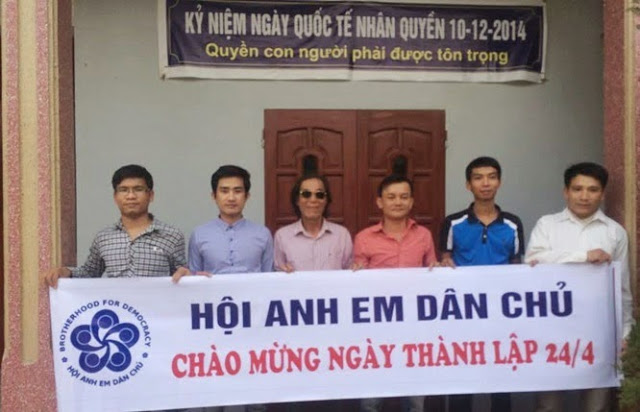 KỶ NIỆM NGÀY QUỐC TẾ NHÂN QUYỀN 10-12-2014
Quyền con người phải được tôn trọng
BROTHERHOOD FOR DEMOCRACY
HỘI ANH EM DÂN CHỦ
HỘI ANH EM DÂN CHỦ
CHÀO MỪNG NGÀY THÀNH LẬP 24/4